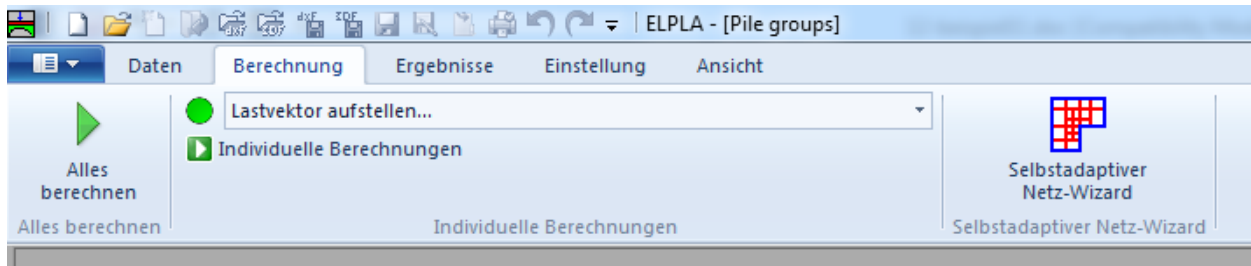 ELPLA - [Pile groups]
Daten Berechnung Ergebnisse Einstellung Ansicht
Lastvektor aufstellen...
Individuelle Berechnungen
Alles
berechnen
Selbstadaptiver
Netz-Wizard
Alles berechnen Individuelle Berechnungen Selbstadaptiver Netz-Wizard